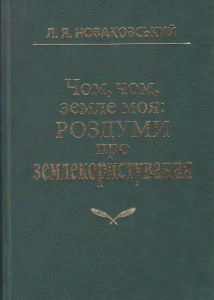 Л. Я. НОВАКОВСЬКИЙ
Чом, чом,
земле моя:
РОЗДУМИ
про
землекористування